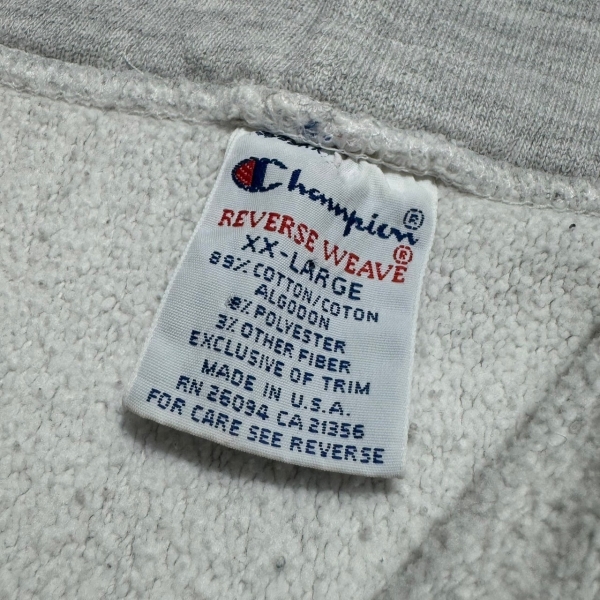 Champion®
REVERSE WEAVE®
XX-LARGE
89% COTTON/COTON
ALGODON
8% POLYESTER
3% OTHER FIBER
EXCLUSIVE OF TRIM
MADE IN U.S.A.
RN 26094 CA 21356
FOR CARE SEE REVERSE